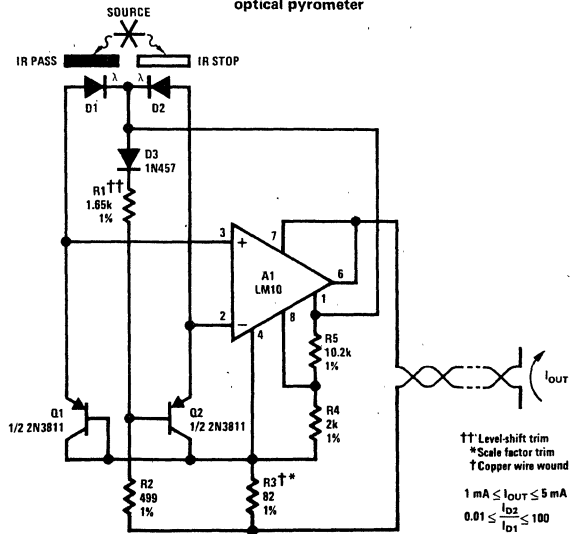 optical pyrometer
SOURCE
IR PASS
IR STOP
λ
λ
D1
D2
D3
1N457
R1††
1.65k
1%
3
+
7
A1
LM10
6
1
2
−
4
8
R5
10.2k
1%
R4
2k
1%
Q1
1/2 2N3811
Q2
1/2 2N3811
R2
499
1%
R3†*
82
1%
IOUT
††Level-shift trim
*Scale factor trim
†Copper wire wound
1 mA ≤ IOUT ≤ 5 mA
0.01 ≤ ID2/ID1 ≤ 100